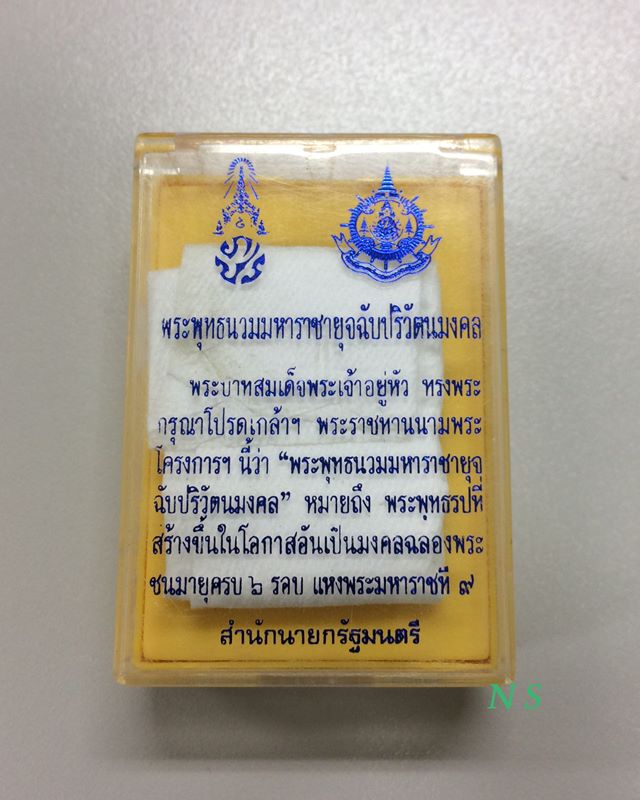 พระพุทธนวมมหาราชายุจฉับปริวัตนมงคล
พระบาทสมเด็จพระเจ้าอยู่หัว ทรงพระ
กรุณาโปรดเกล้าฯ พระราชทานนามพระ
โครงการฯ นี้ว่า “พระพุทธนวมมหาราชายุจ
ฉับปริวัตนมงคล” หมายถึง พระพุทธรูปที่
สร้างขึ้นในโอกาสอันเป็นมงคลฉลองพระ
ชนมายุครบ ๖ รอบ แห่งพระมหาราชที่ ๙
สำนักนายกรัฐมนตรี
N S